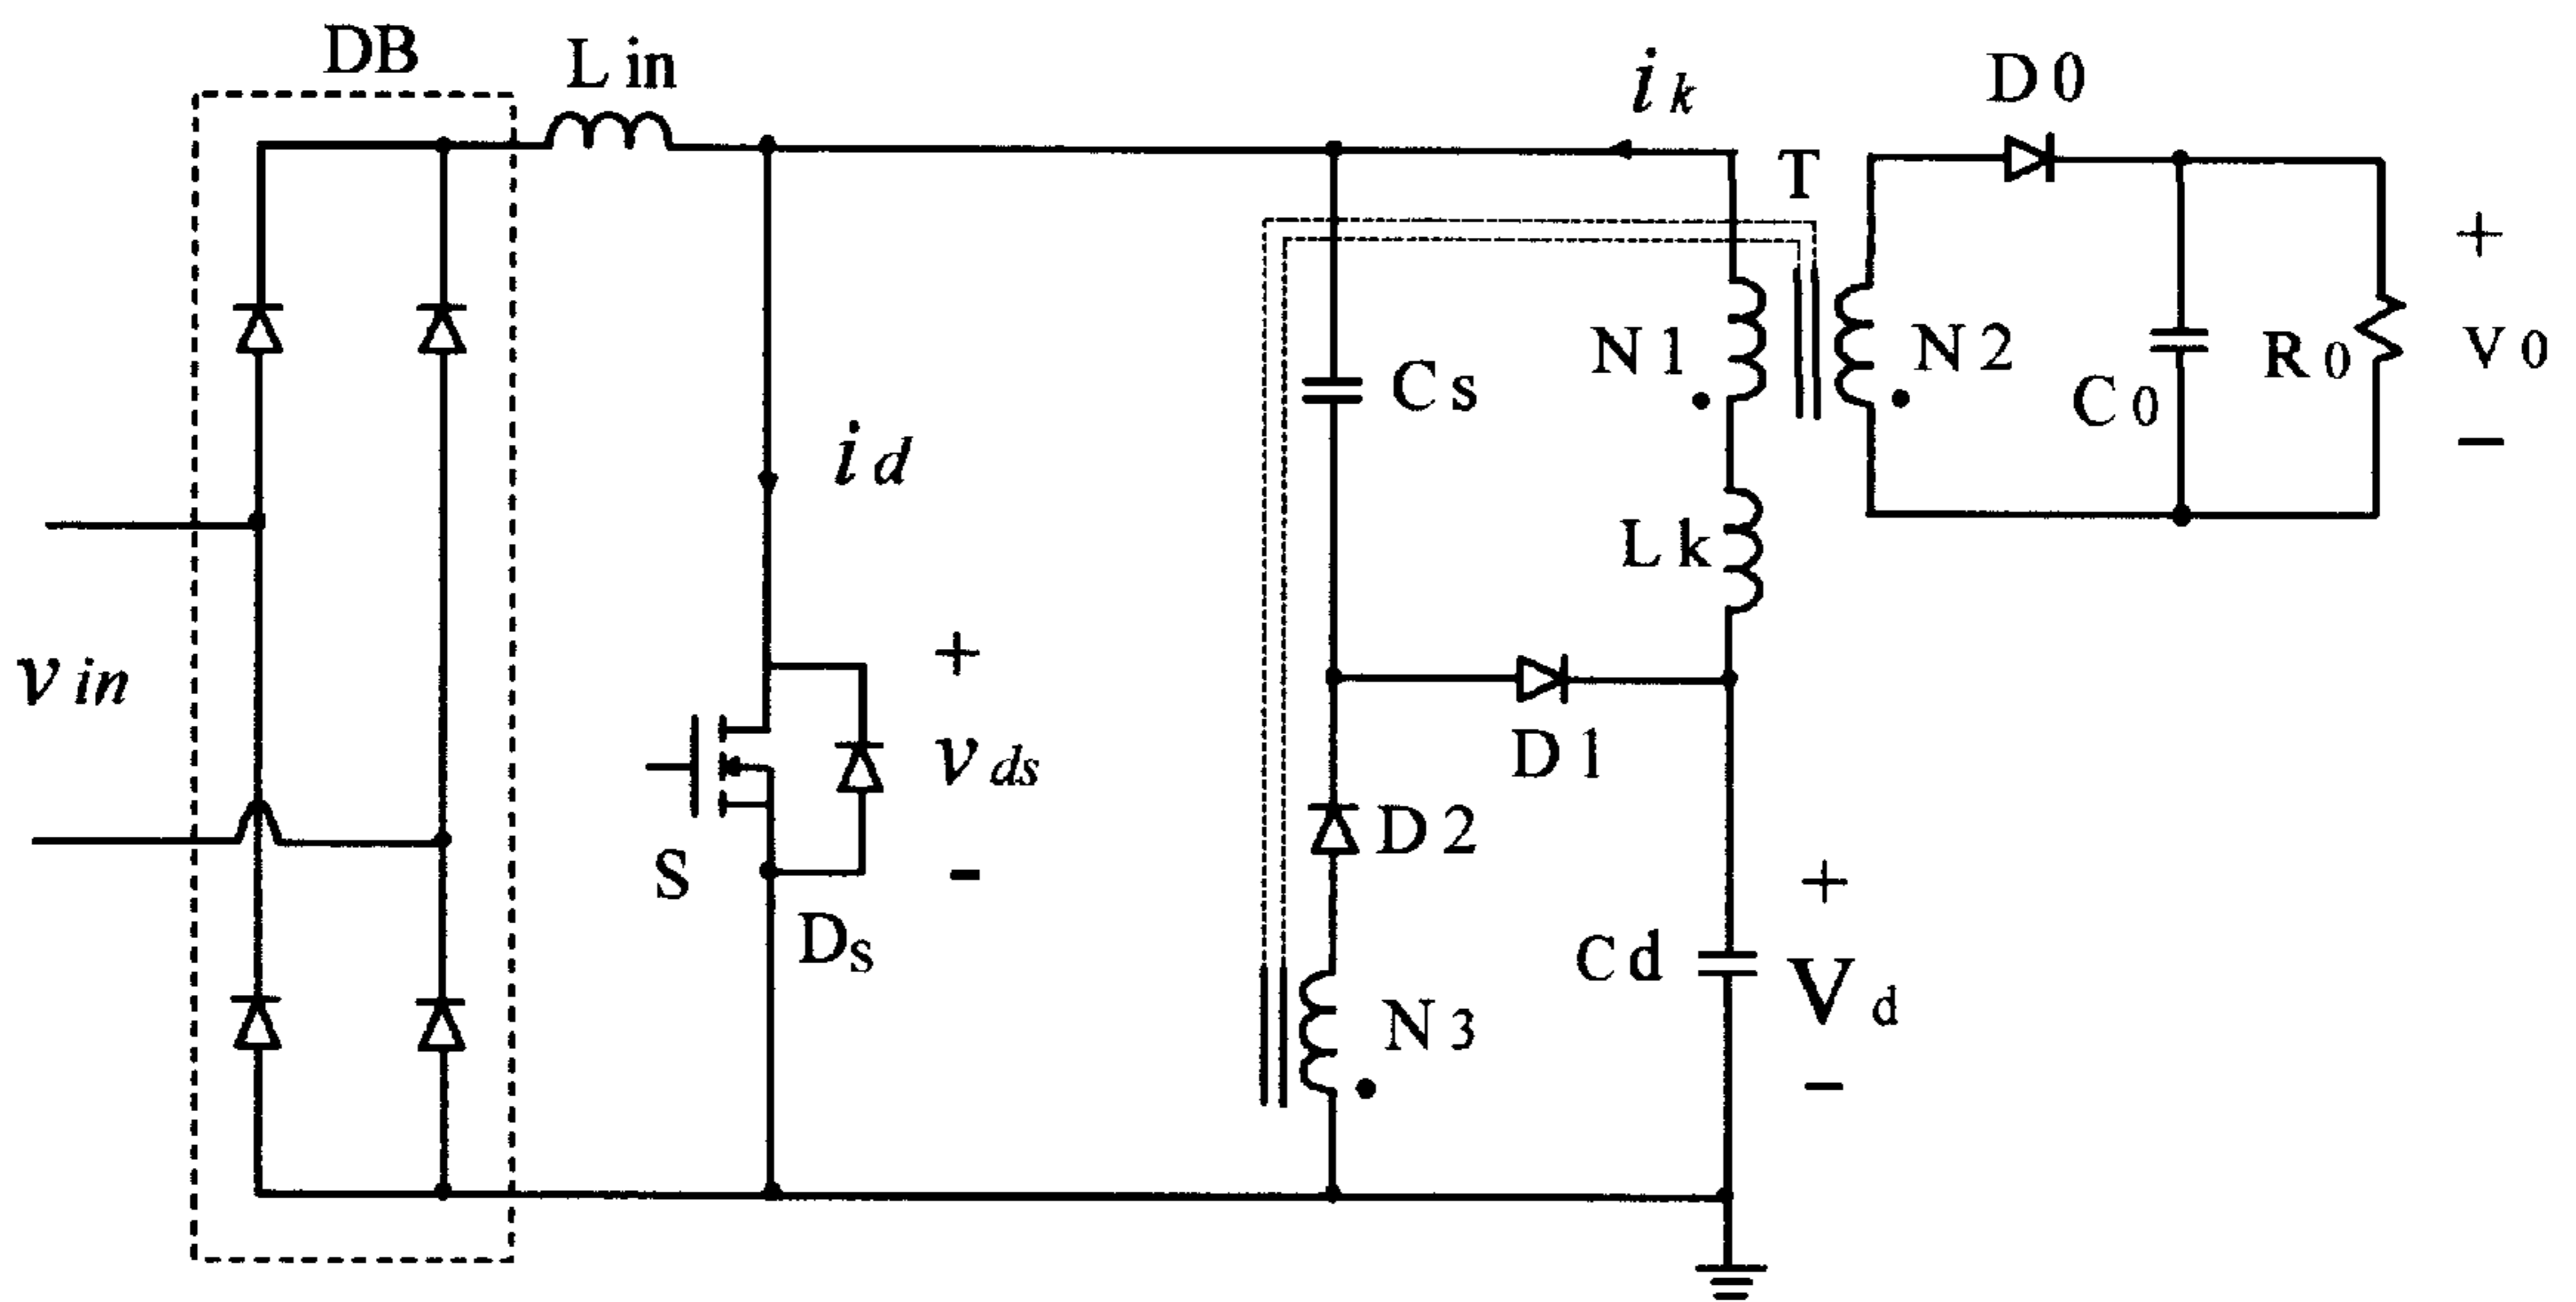 DB
L in
i k
D 0
T
N 1
N 2
C s
C 0
R 0
+
V 0
−
i d
L k
v in
+
v ds
-
S
D s
D 1
D 2
N 3
C d
+
V d
−